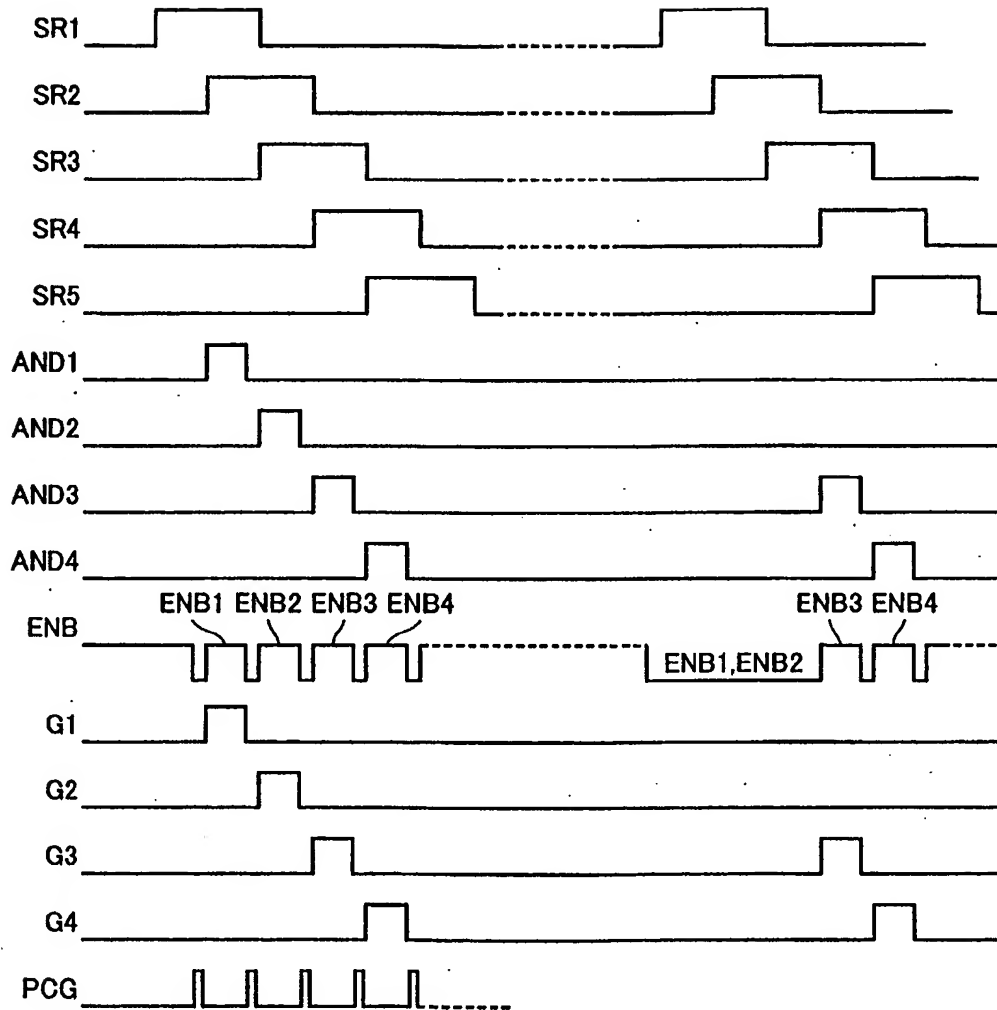 SR1
SR2
SR3
SR4
SR5
AND1
AND2
AND3
AND4
ENB1 ENB2 ENB3 ENB4 ENB3 ENB4
ENB
ENB1,ENB2
G1
G2
G3
G4
PCG